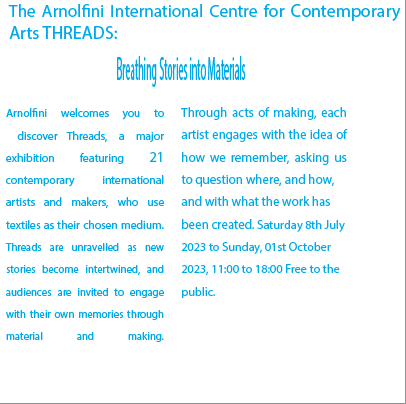 The Arnolfini International Centre for Contemporary
Arts THREADS:
Breathing Stories into Materials
Arnolfini welcomes you to
discover Threads, a major
exhibition featuring 21
contemporary international
artists and makers, who use
textiles as their chosen medium.
Threads are unravelled as new
stories become intertwined, and
audiences are invited to engage
with their own memories through
material and making.
Through acts of making, each
artist engages with the idea of
how we remember, asking us
to question where, and how,
and with what the work has
been created. Saturday 8th July
2023 to Sunday, 01st October
2023, 11:00 to 18:00 Free to the
public.